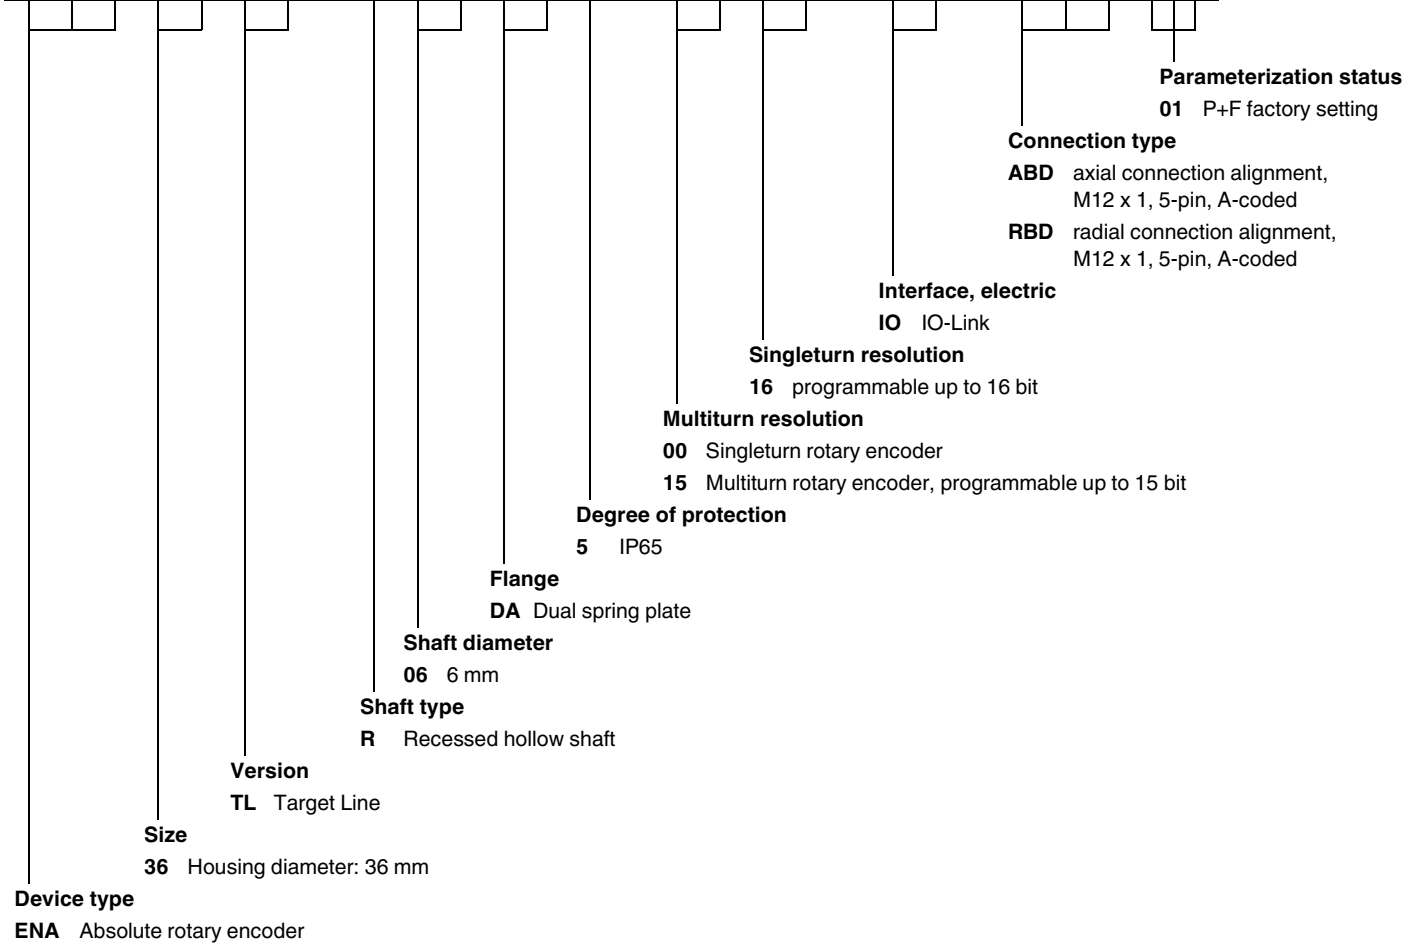 Parameterization status
01 P+F factory setting
Connection type
ABD axial connection alignment,
M12 x 1, 5-pin, A-coded
RBD radial connection alignment,
M12 x 1, 5-pin, A-coded
Interface, electric
IO IO-Link
Singleturn resolution
16 programmable up to 16 bit
Multiturn resolution
00 Singleturn rotary encoder
15 Multiturn rotary encoder, programmable up to 15 bit
Degree of protection
5 IP65
Flange
DA Dual spring plate
Shaft diameter
06 6 mm
Shaft type
R Recessed hollow shaft
Version
TL Target Line
Size
36 Housing diameter: 36 mm
Device type
ENA Absolute rotary encoder